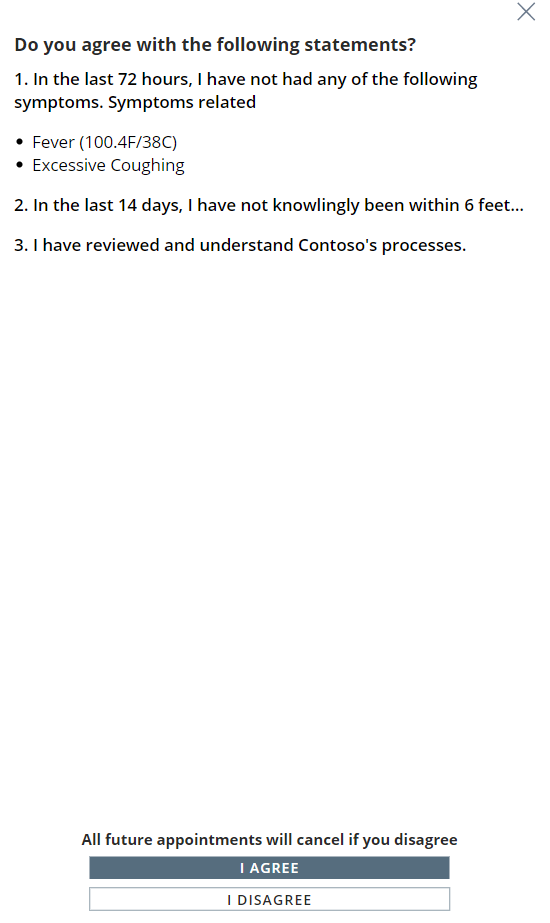 Do you agree with the following statements?
1. In the last 72 hours, I have not had any of the following
symptoms. Symptoms related
• Fever (100.4F/38C)
• Excessive Coughing
2. In the last 14 days, I have not knowlingly been within 6 feet...
3. I have reviewed and understand Contoso's processes.
All future appointments will cancel if you disagree
I AGREE
I DISAGREE